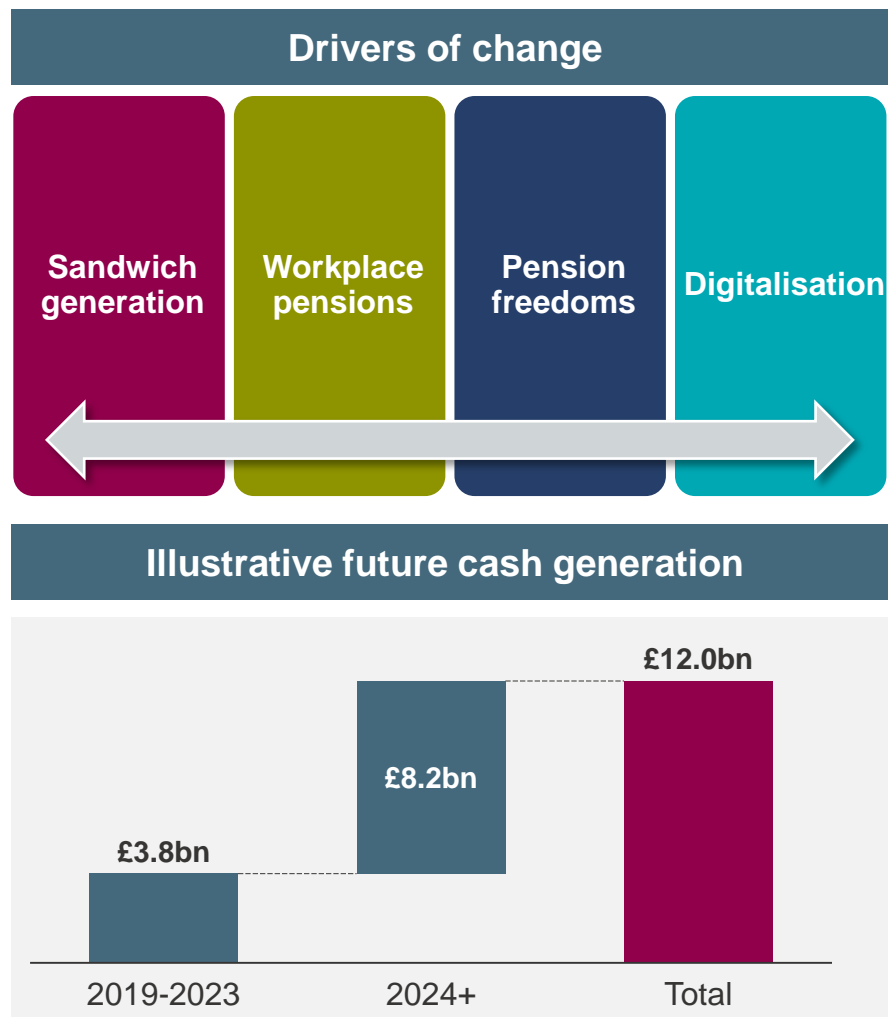 Drivers of change
Sandwich
generation
Workplace
pensions
Pension
freedoms
Digitalisation
Illustrative future cash generation
£12.0bn
£8.2bn
£3.8bn
2019-2023
2024+
Total